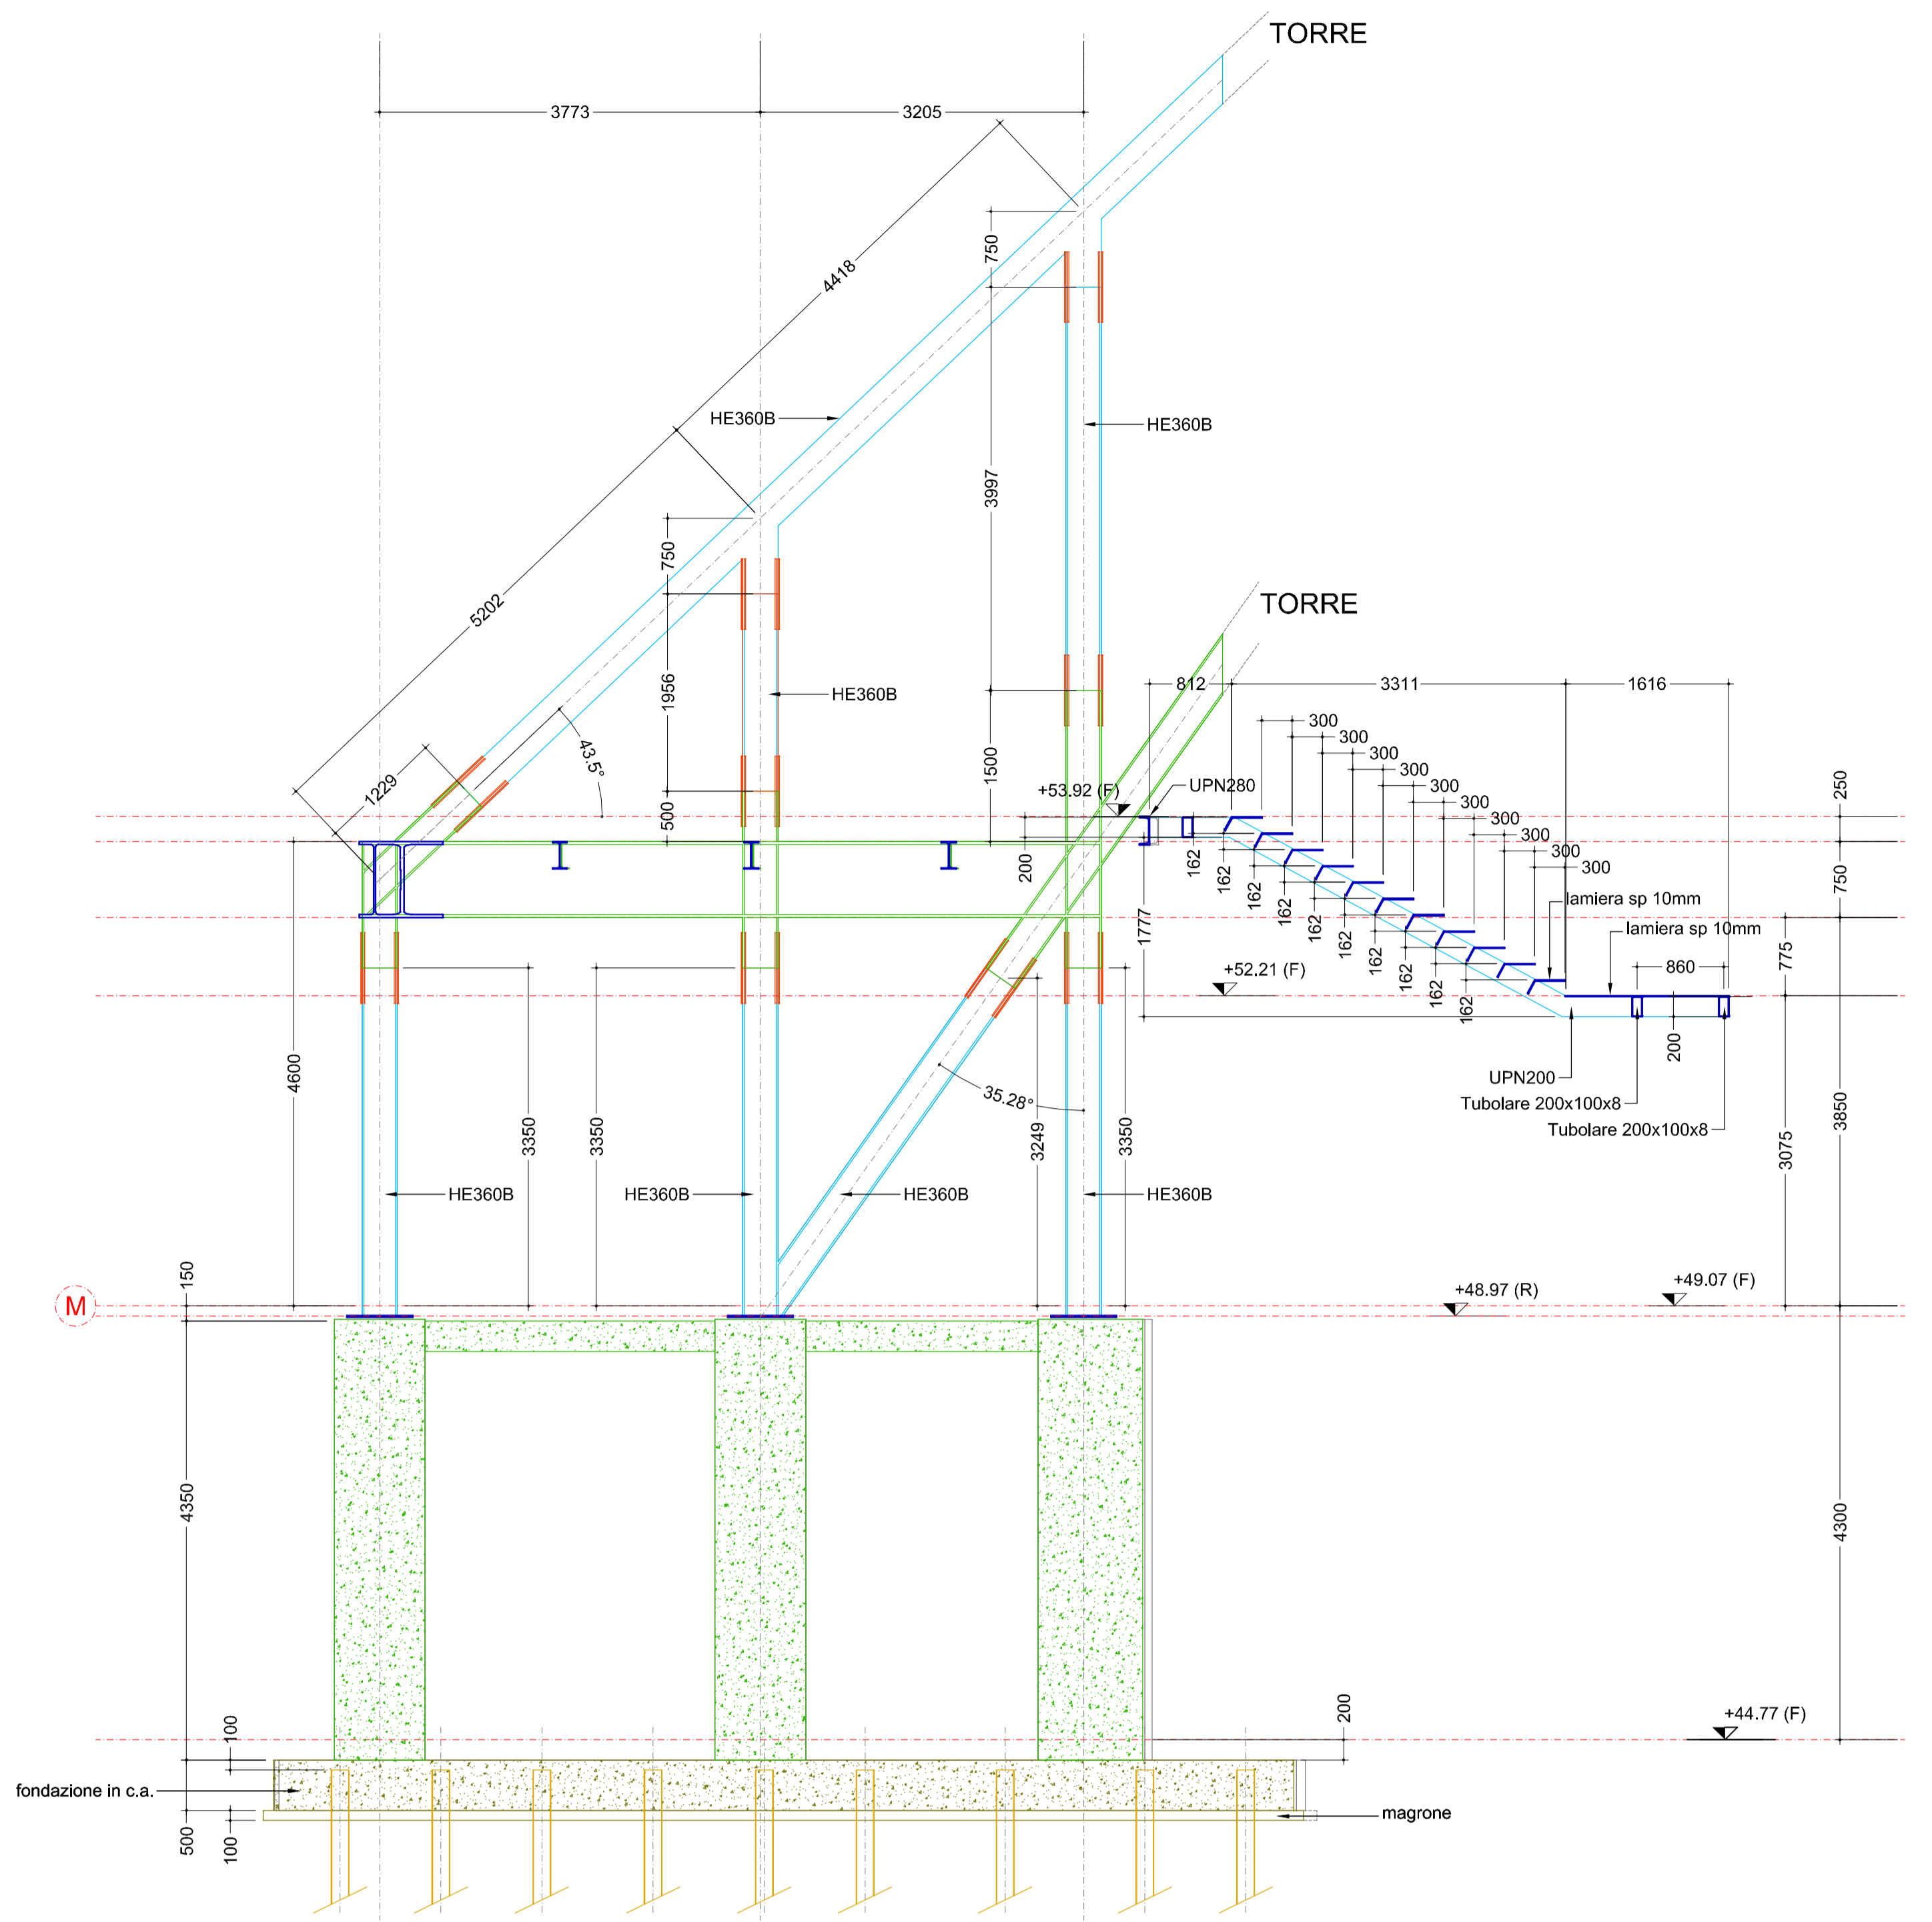 TORRE
3773
3205
4418
750
HE360B
HE360B
3997
750
5202
TORRE
1956
HE360B
812
3311
1616
43.5°
300
300
300
300
300
300
300
300
300
300
1229
1500
500
+53.92 (F)
UPN280
250
200
162
162
162
162
162
162
162
162
162
162
750
1777
lamiera sp 10mm
lamiera sp 10mm
860
775
+52.21 (F)
200
4600
35.28°
UPN200
Tubolare 200x100x8
Tubolare 200x100x8
3350
3350
3249
3350
3850
3075
HE360B
HE360B
HE360B
HE360B
150
M
+48.97 (R)
+49.07 (F)
4350
4300
200
+44.77 (F)
100
fondazione in c.a.
magrone
500
100